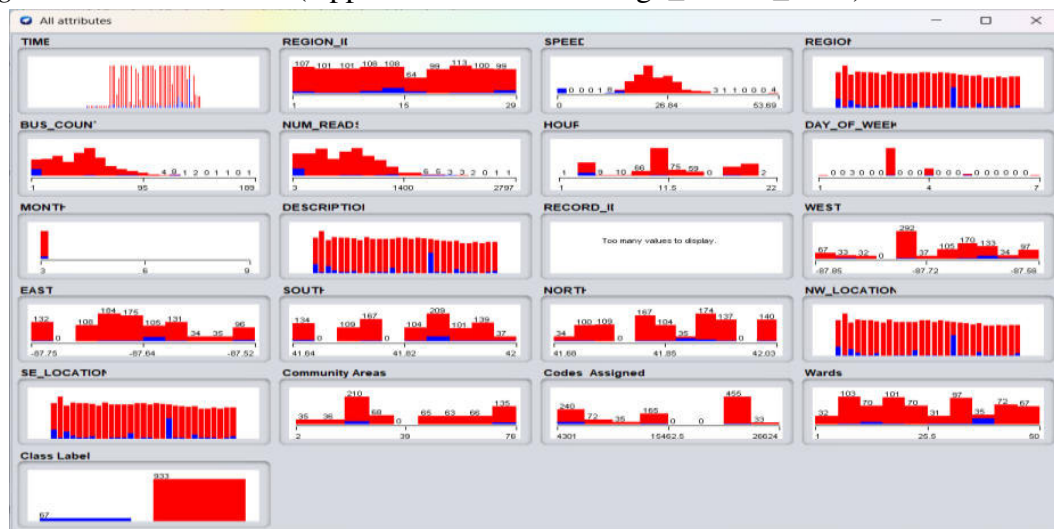 All attributes
TIME REGION_II SPEED REGION
107 101 101 108 108 64 99 113 100 99
0 0 0 1 8 3 1 1 0 0 0 4
1 15 29
0 26.84 53.69
BUS_COUN NUM_READS HOUR DAY_OF_WEEK
4 0 1 2 0 1 1 0 1
6 5 3 3 2 0 1 1
9 10 66 75 59 0 2
0 0 3 0 0 0 0 0 0 0 0 0 0 0
1 95 109
3 1400 2797
1 11.5 22
1 4 7
MONTH DESCRIPTION RECORD_II WEST
Too many values to display.
67 33 32 0 292 37 105 170 133 34 97
3 6 9
-87.85 -87.72 -87.58
EAST SOUTH NORTH NW_LOCATION
132 0 108 184 175 105 131 34 35 96
134 0 109 167 0 104 209 101 139 37
34 100 109 0 167 104 35 174 137 0 140
-87.75 -87.64 -87.52
41.64 41.82 42
41.66 41.85 42.03
SE_LOCATION Community Areas Codes Assigned Wards
35 36 210 68 0 65 63 66 135
240 72 35 165 0 0 455 33
32 103 70 101 70 31 97 35 72 67
2 39 76
4301 15462.5 26624
1 25.5 50
Class Label
67 933